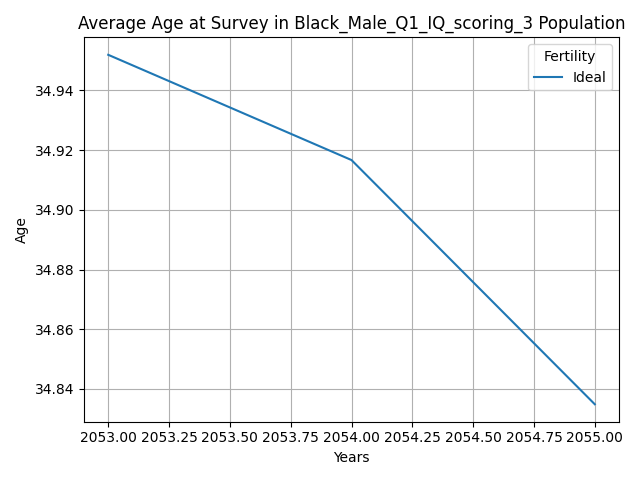 Average Age at Survey in Black_Male_Q1_IQ_scoring_3 Population
Fertility
Ideal
34.94
34.92
34.90
34.88
34.86
34.84
Age
2053.00 2053.25 2053.50 2053.75 2054.00 2054.25 2054.50 2054.75 2055.00
Years